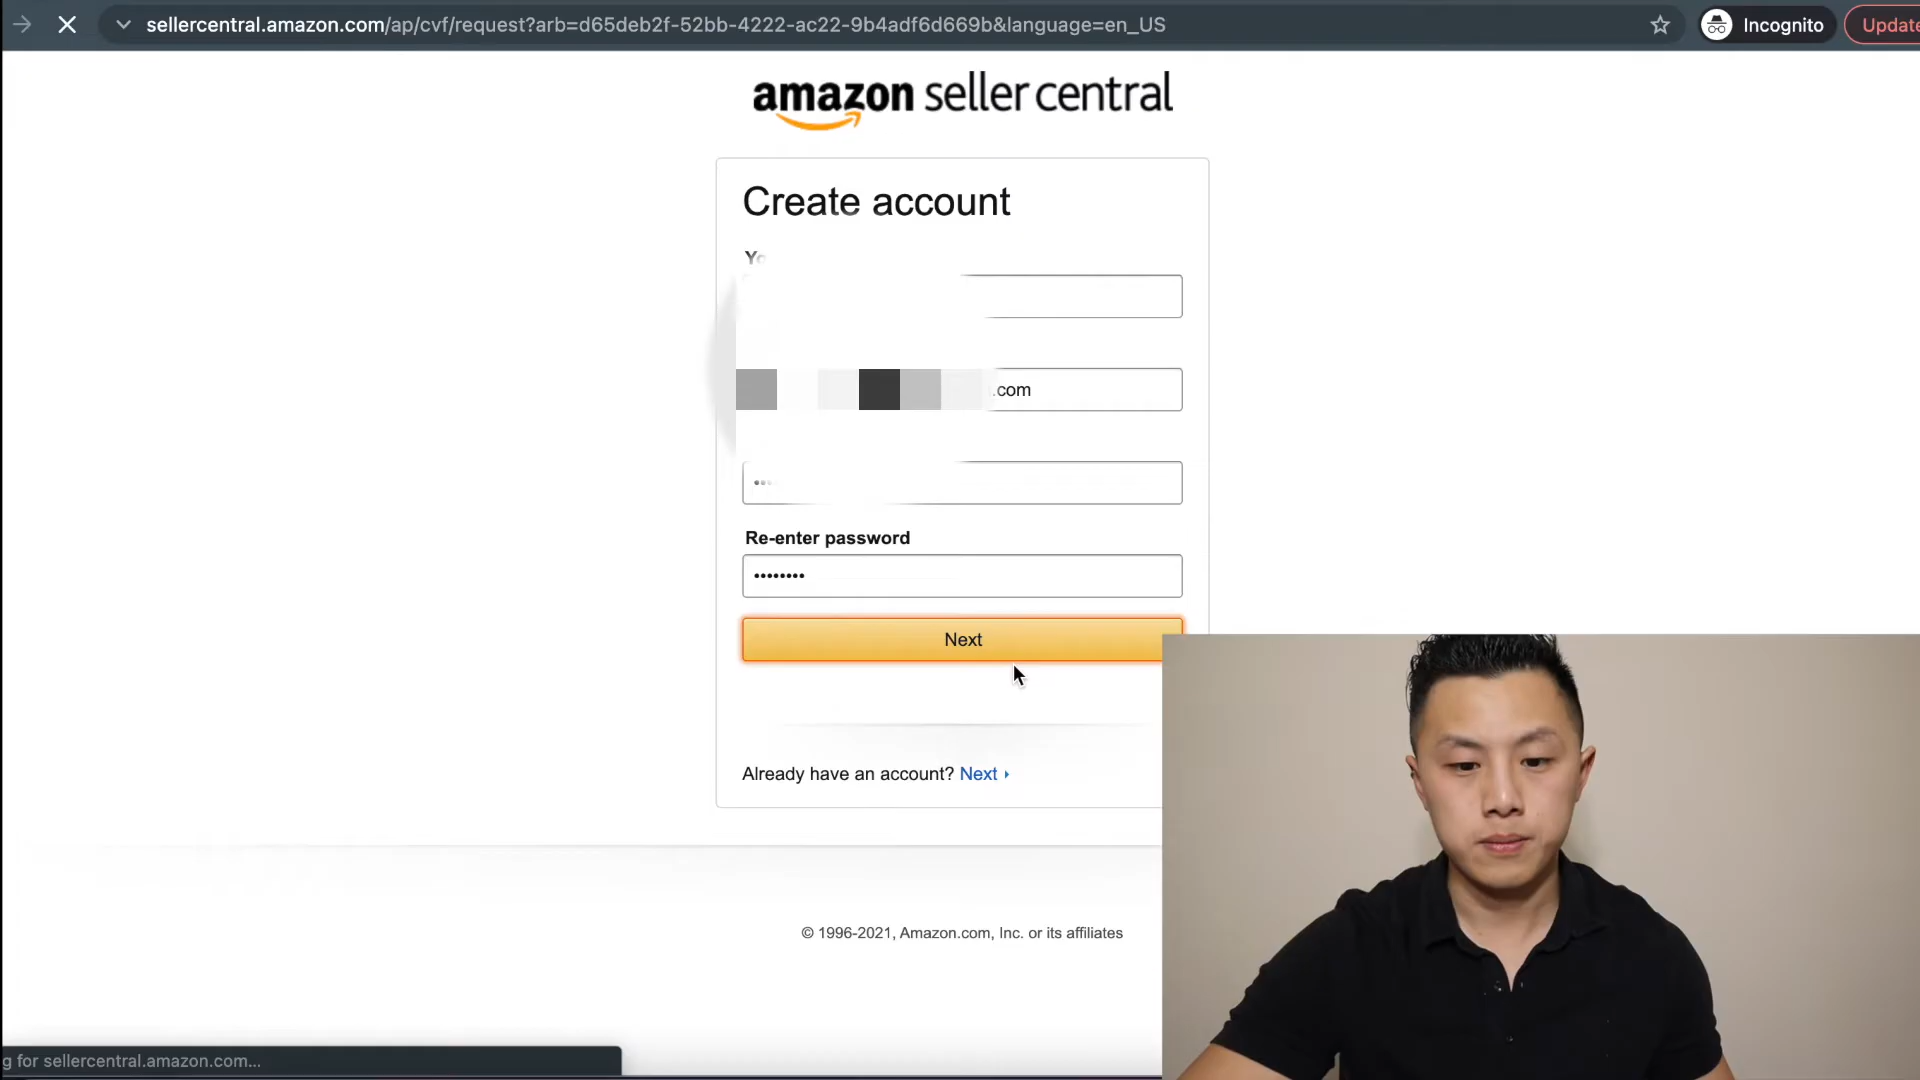 sellercentral.amazon.com/ap/cvf/request?arb=d65deb2f-52bb-4222-ac22-9b4adf6d669b&language=en_US
Incognito
Update
amazon seller central
Create account
.com
Re-enter password
••••••••
Next
Already have an account? Next
© 1996-2021, Amazon.com, Inc. or its affiliates
g for sellercentral.amazon.com...